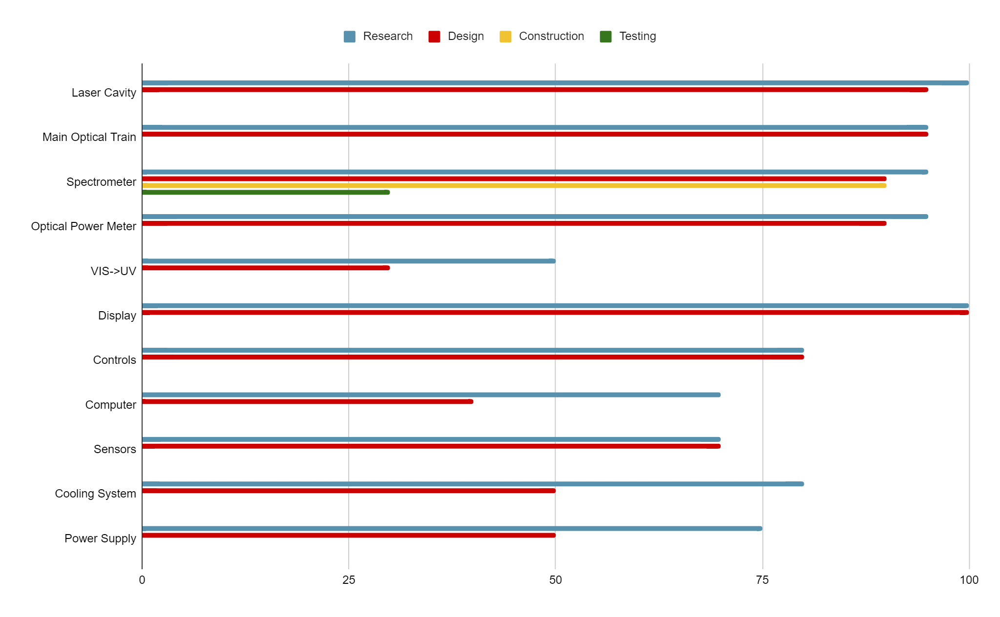 Research Design Construction Testing
Laser Cavity
Main Optical Train
Spectrometer
Optical Power Meter
VIS->UV
Display
Controls
Computer
Sensors
Cooling System
Power Supply
0 25 50 75 100